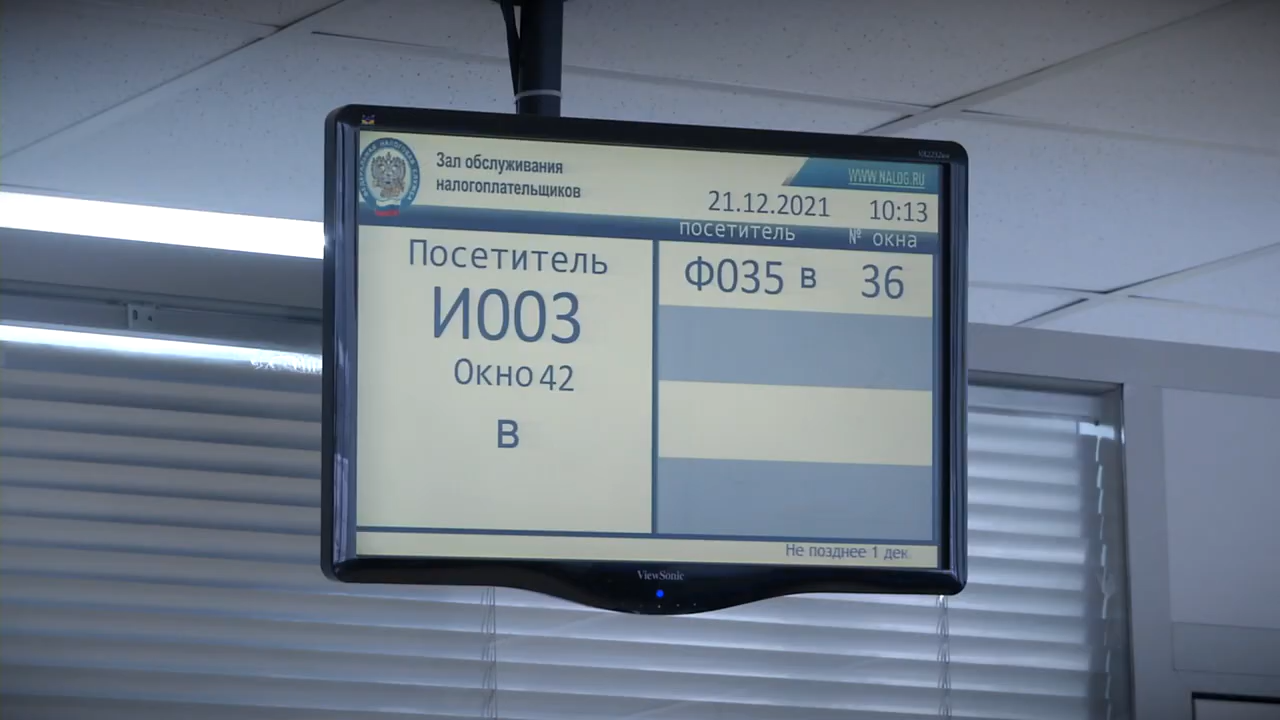 Зал обслуживания
налогоплательщиков
WWW.NALOG.RU
21.12.2021 10:13
посетитель № окна
Посетитель
И003
Окно 42
в
Ф035 в 36
Не позднее 1 дек
ViewSonic